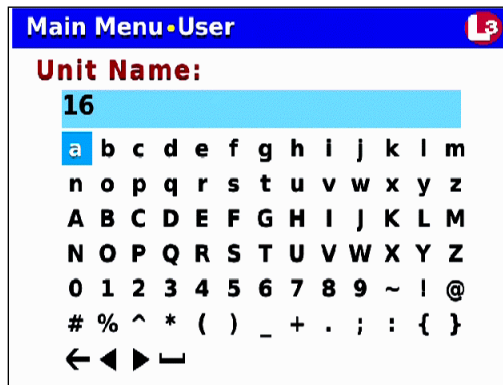 Main Menu•User
L3
Unit Name:
16
a b c d e f g h i j k l m
n o p q r s t u v w x y z
A B C D E F G H I J K L M
N O P Q R S T U V W X Y Z
0 1 2 3 4 5 6 7 8 9 ~ ! @
# % ^ * ( ) _ + . ; : { }
← ◀ ▶ ⎵